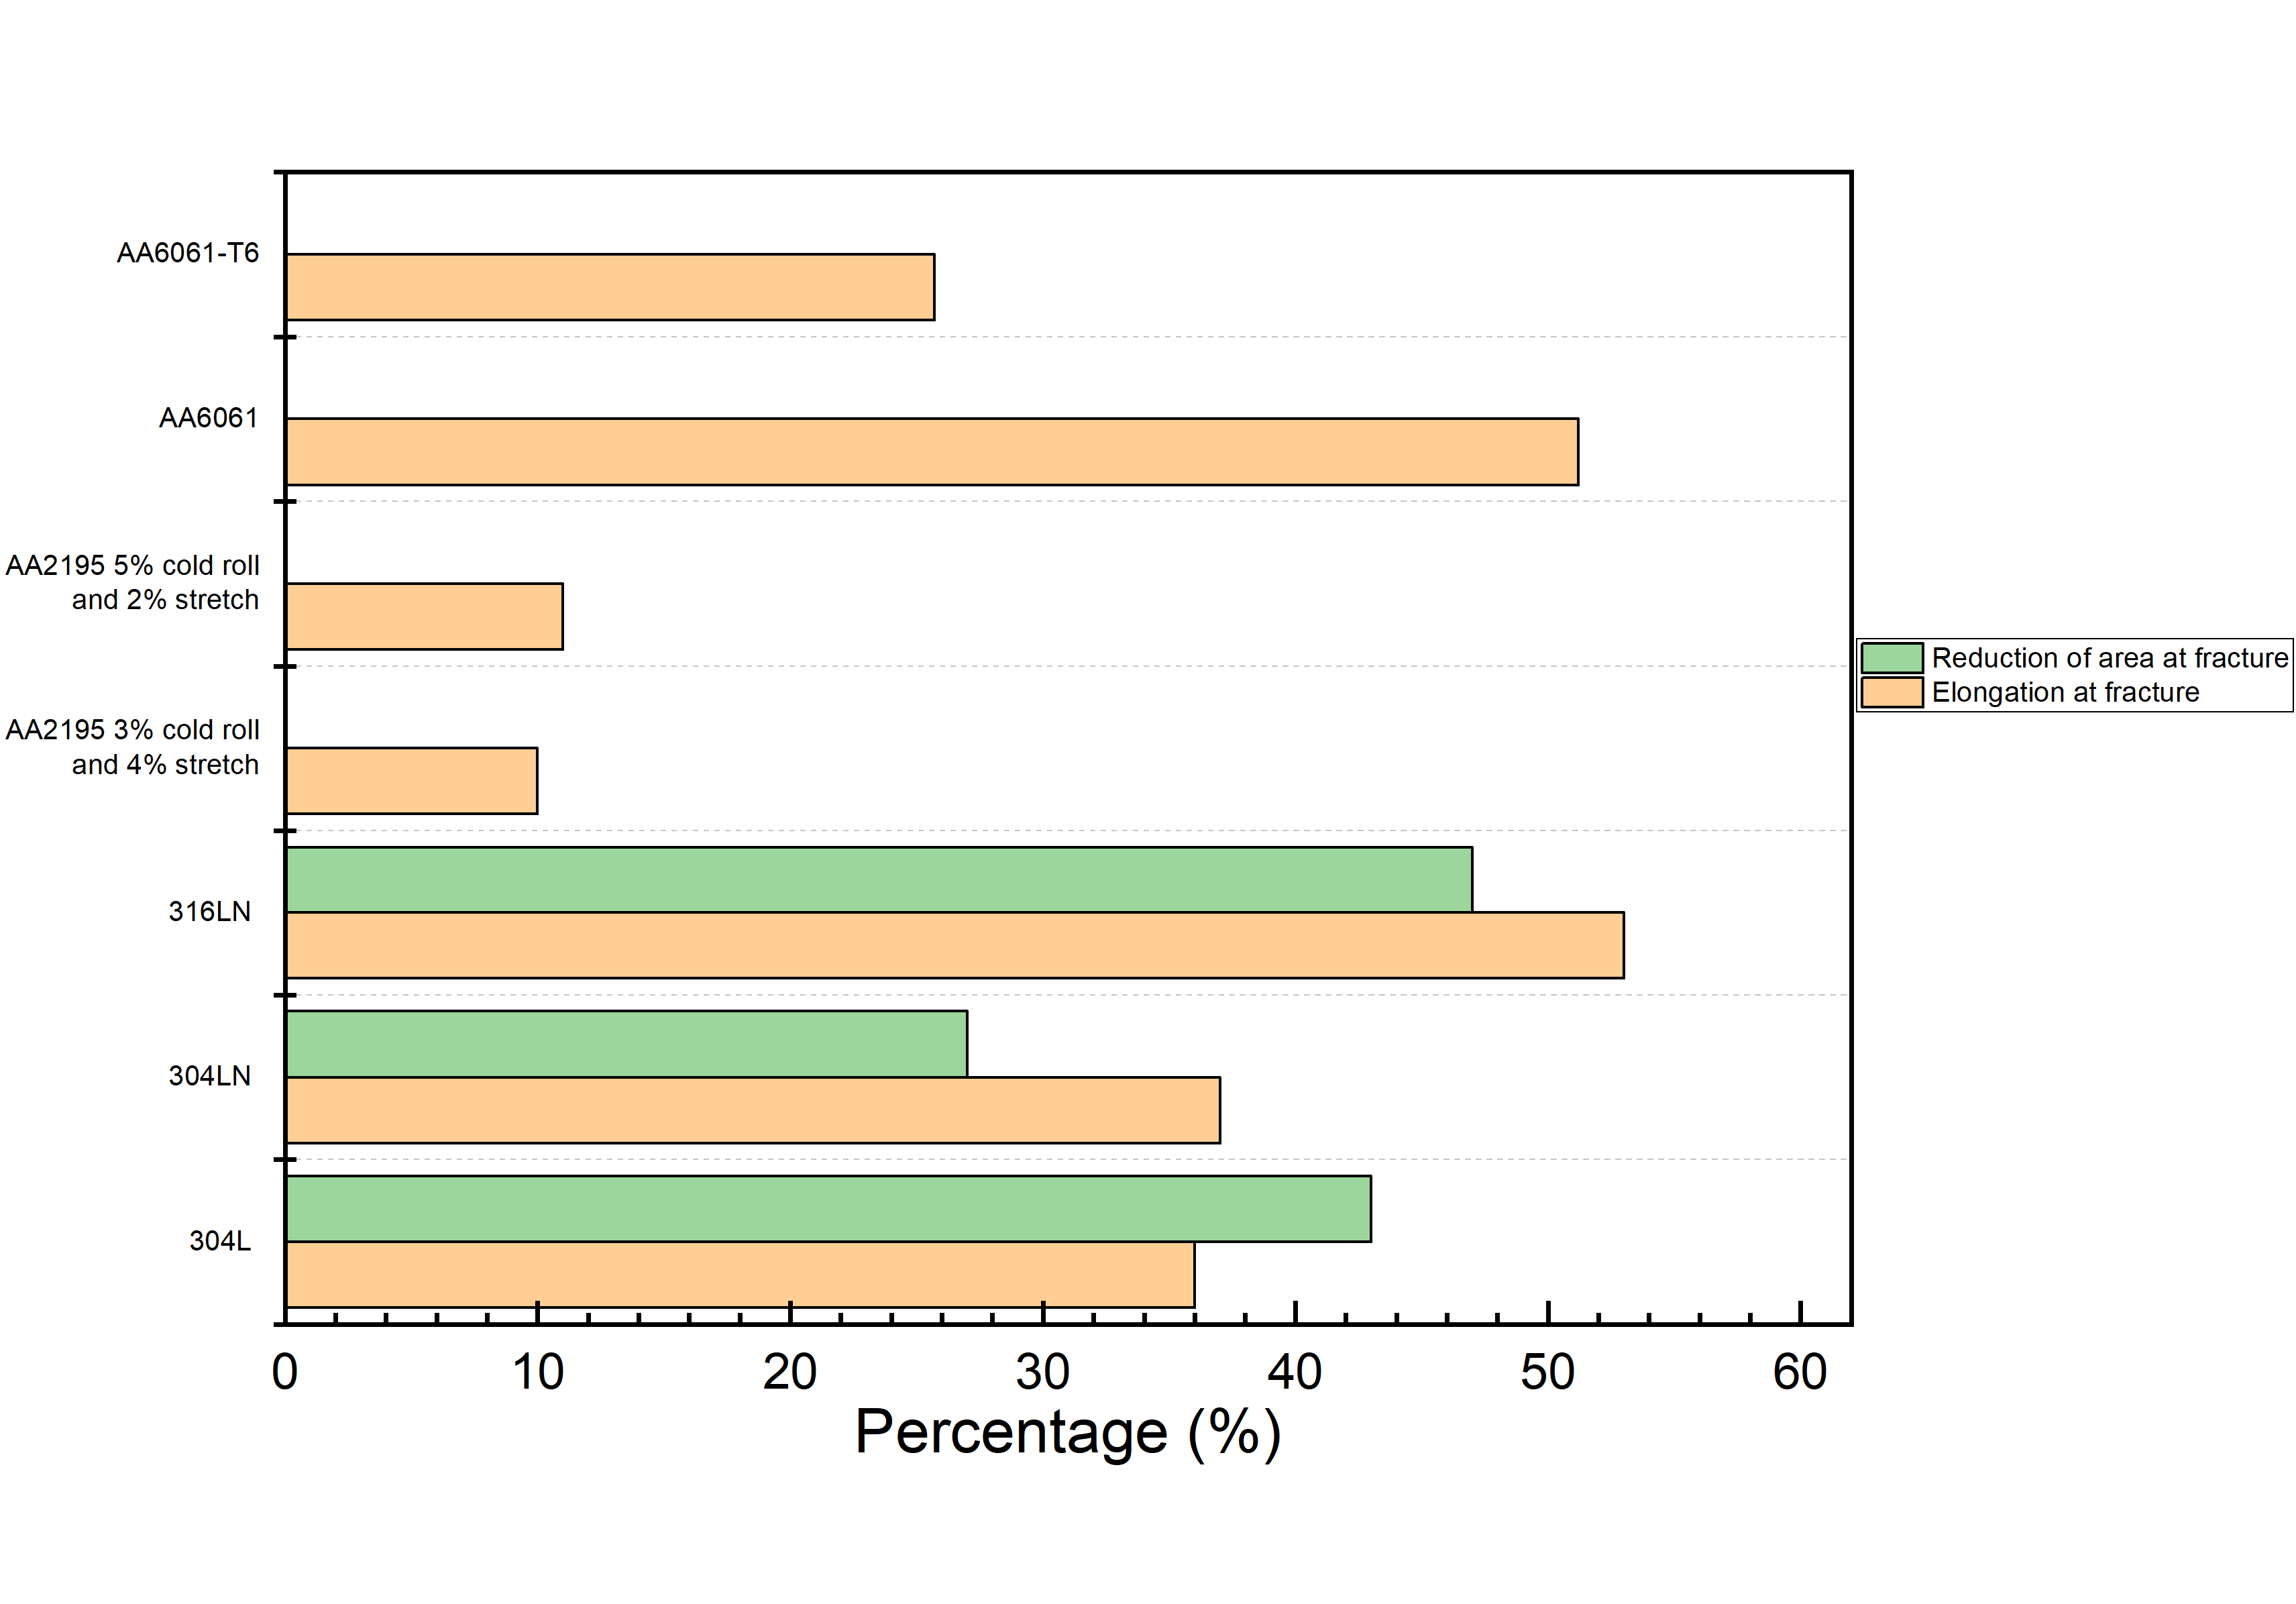 AA6061-T6
AA6061
AA2195 5% cold roll
and 2% stretch
AA2195 3% cold roll
and 4% stretch
316LN
304LN
304L
0 10 20 30 40 50 60
Percentage (%)
Reduction of area at fracture
Elongation at fracture